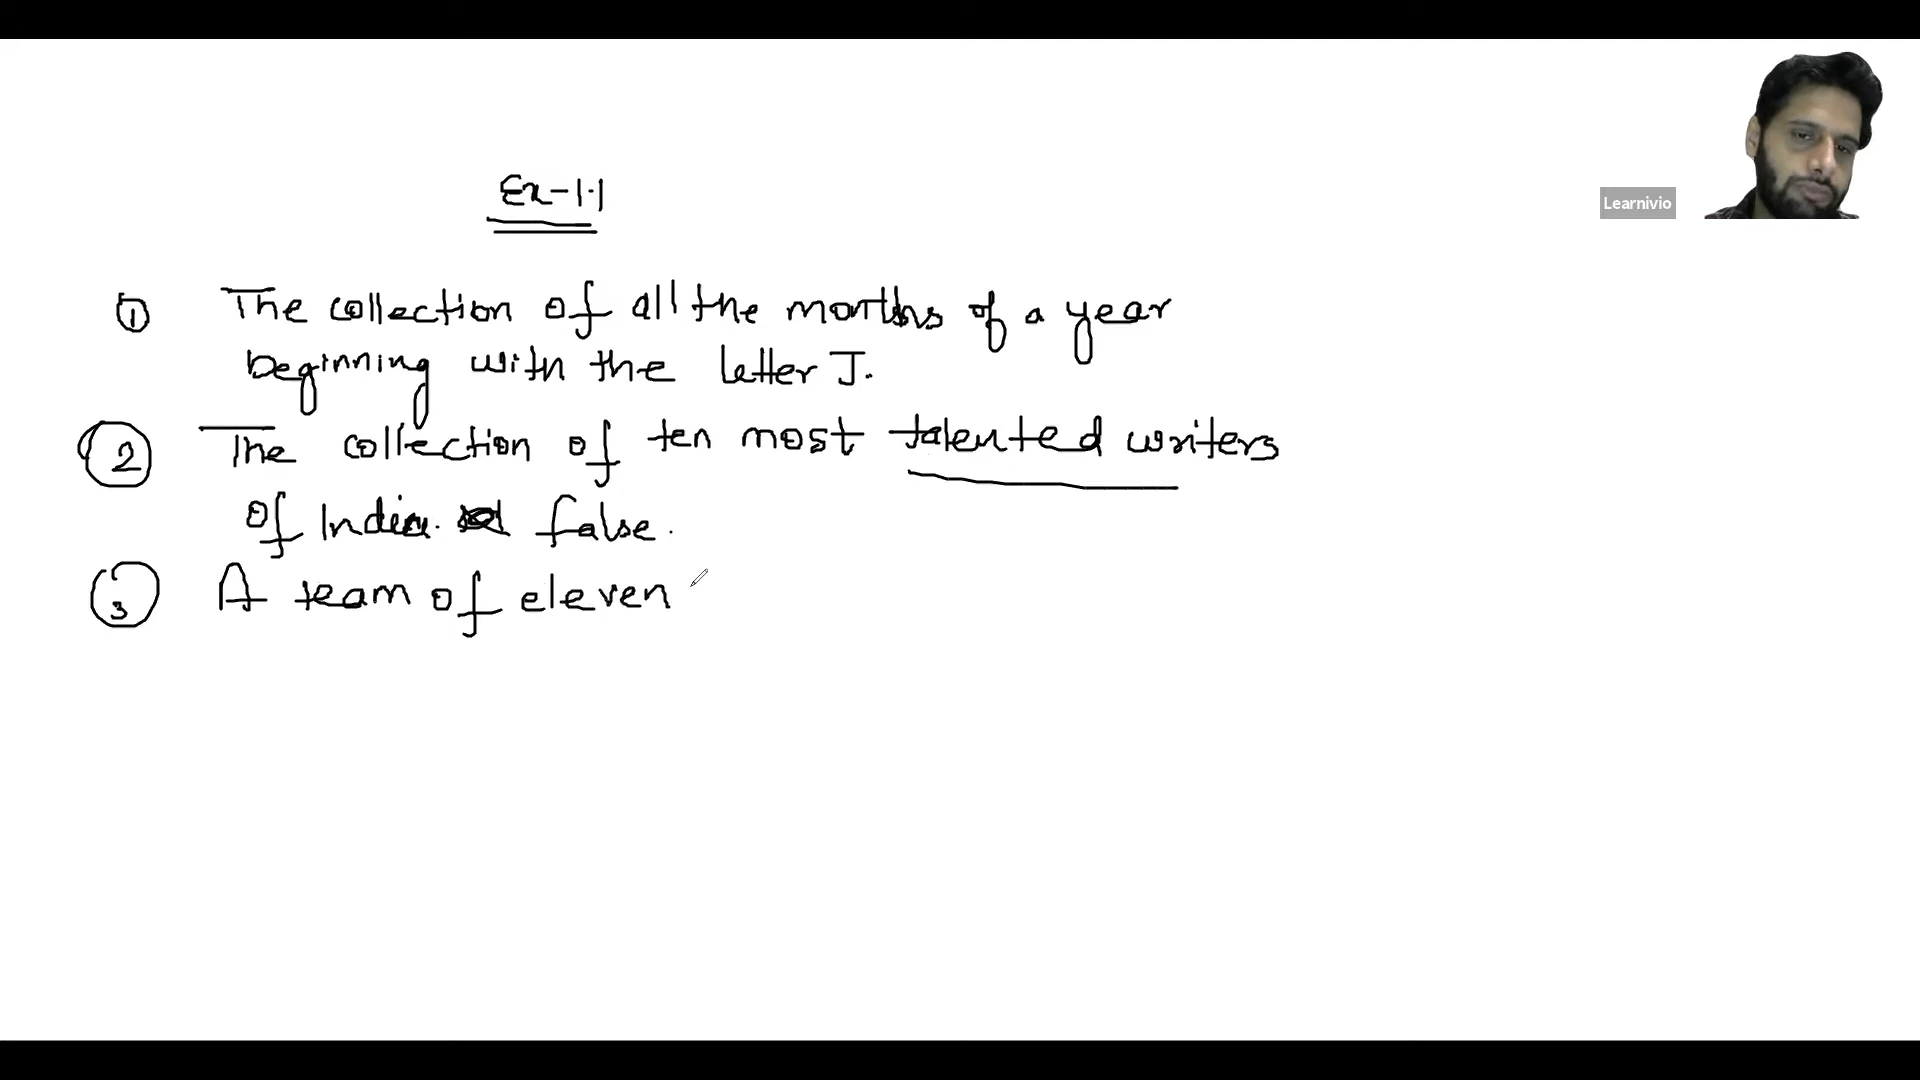 Ex-1.1
Learnivio
① The collection of all the months of a year
beginning with the letter J.
② The collection of ten most talented writers
of India. false.
③ A team of eleven